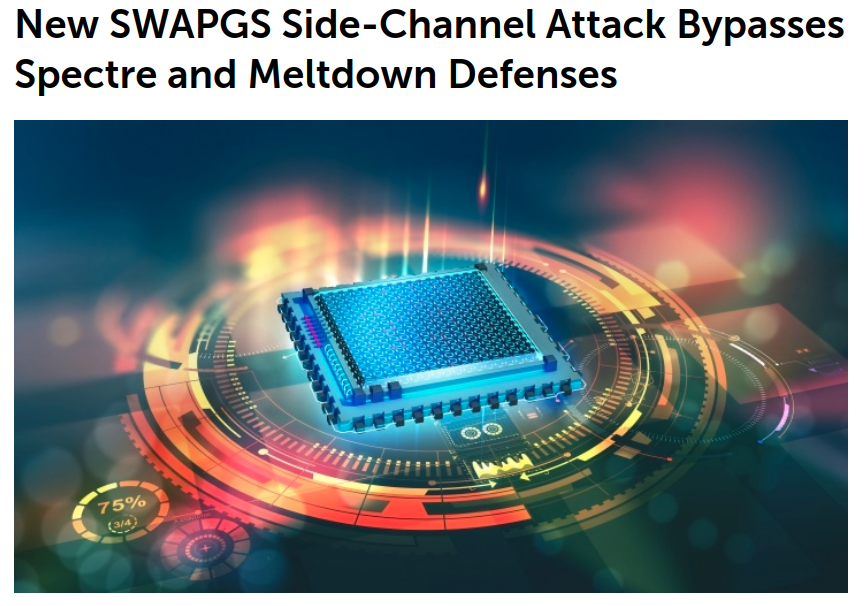 New SWAPGS Side-Channel Attack Bypasses
Spectre and Meltdown Defenses
75%
3/4